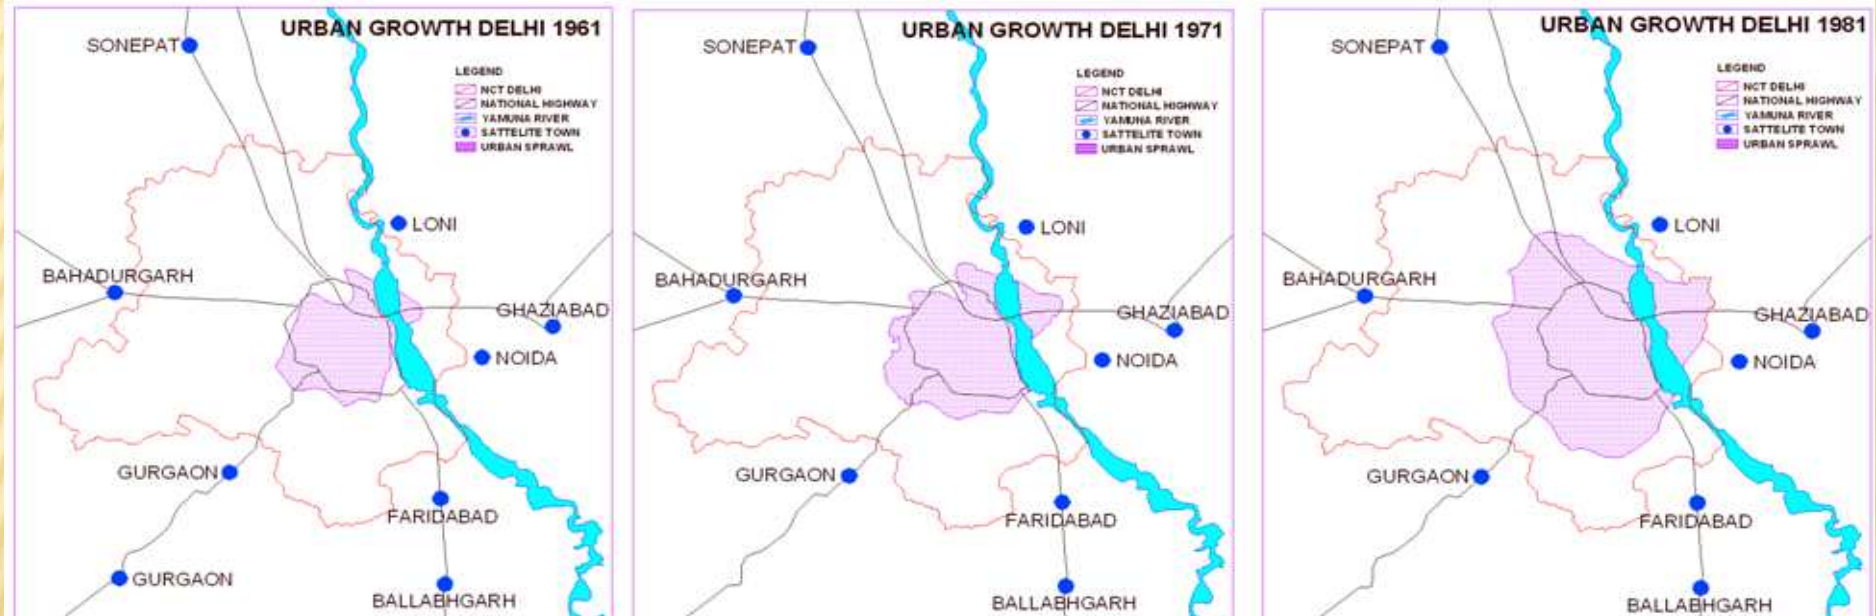 URBAN GROWTH DELHI 1961
SONEPAT
LEGEND
NCT DELHI
NATIONAL HIGHWAY
YAMUNA RIVER
SATTELITE TOWN
URBAN SPRAWL
LONI
BAHADURGARH
GHAZIABAD
NOIDA
GURGAON
FARIDABAD
GURGAON
BALLABHGARH
URBAN GROWTH DELHI 1971
SONEPAT
LEGEND
NCT DELHI
NATIONAL HIGHWAY
YAMUNA RIVER
SATTELITE TOWN
URBAN SPRAWL
LONI
BAHADURGARH
GHAZIABAD
NOIDA
GURGAON
FARIDABAD
BALLABHGARH
URBAN GROWTH DELHI 1981
SONEPAT
LEGEND
NCT DELHI
NATIONAL HIGHWAY
YAMUNA RIVER
SATTELITE TOWN
URBAN SPRAWL
LONI
BAHADURGARH
GHAZIABAD
NOIDA
GURGAON
FARIDABAD
BALLABHGARH